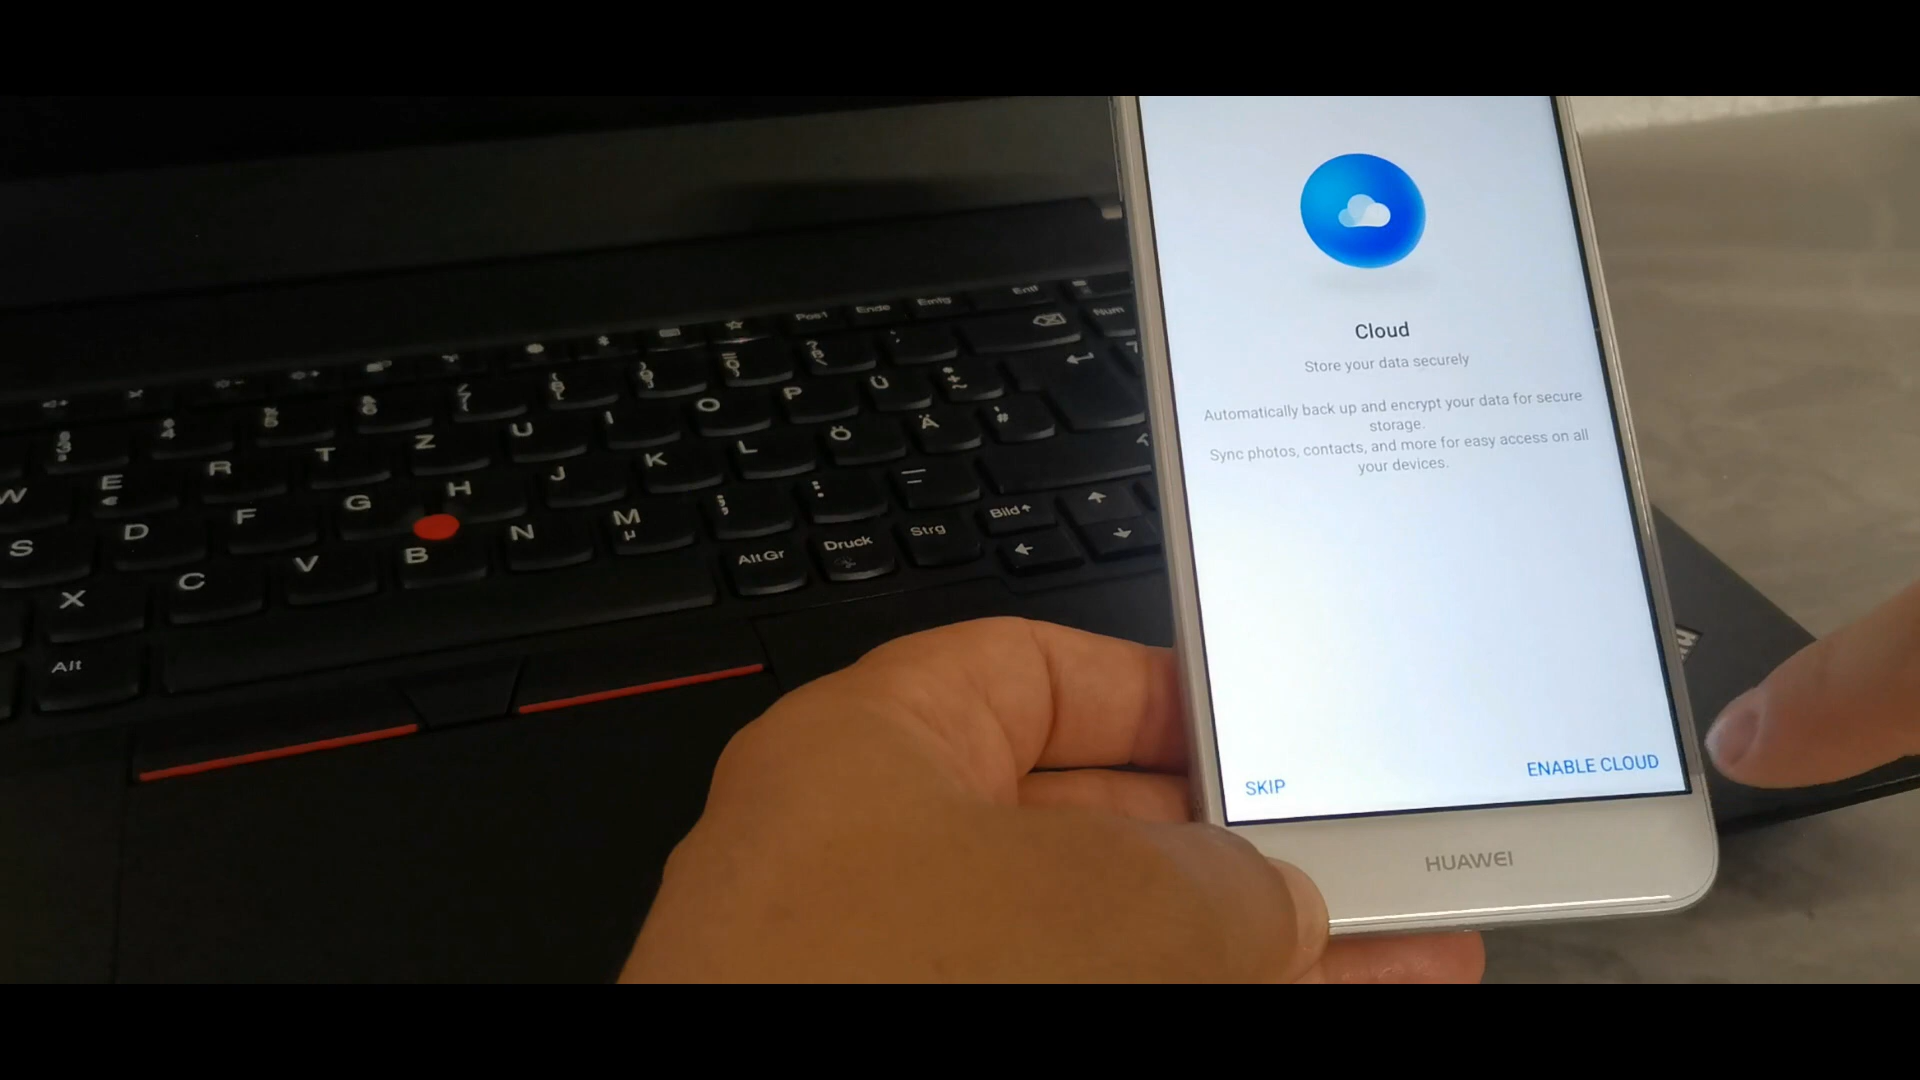 Cloud
Store your data securely
Automatically back up and encrypt your data for secure
storage.
Sync photos, contacts, and more for easy access on all
your devices.
SKIP
ENABLE CLOUD
HUAWEI
Pos1 Ende Einfg Entf
Num
E R T Z U I O P Ü
€
W
S D F G H J K L Ö Ä
X C V B N M
µ
Alt
Alt Gr Druck Strg Bild